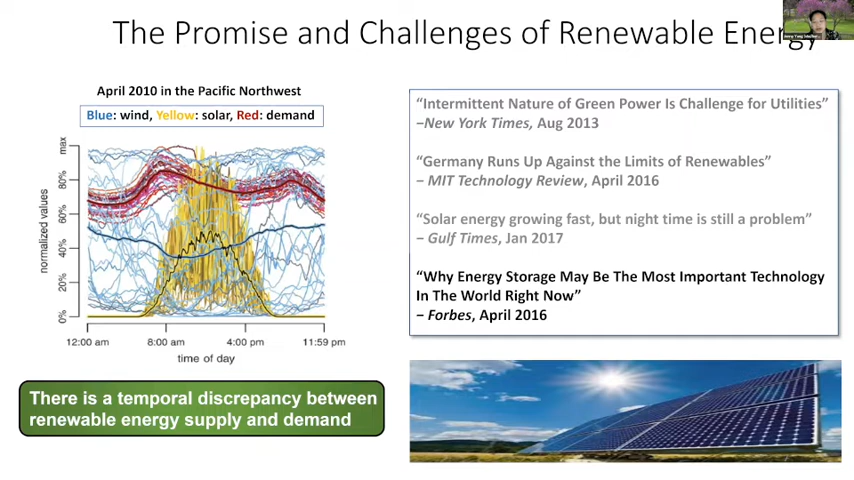 The Promise and Challenges of Renewable Energy
April 2010 in the Pacific Northwest
Blue: wind, Yellow: solar, Red: demand
max
80%
60%
40%
20%
0%
normalized values
12:00 am
8:00 am
4:00 pm
11:59 pm
time of day
There is a temporal discrepancy between
renewable energy supply and demand
“Intermittent Nature of Green Power Is Challenge for Utilities”
–New York Times, Aug 2013
“Germany Runs Up Against the Limits of Renewables”
– MIT Technology Review, April 2016
“Solar energy growing fast, but night time is still a problem”
– Gulf Times, Jan 2017
“Why Energy Storage May Be The Most Important Technology
In The World Right Now”
– Forbes, April 2016